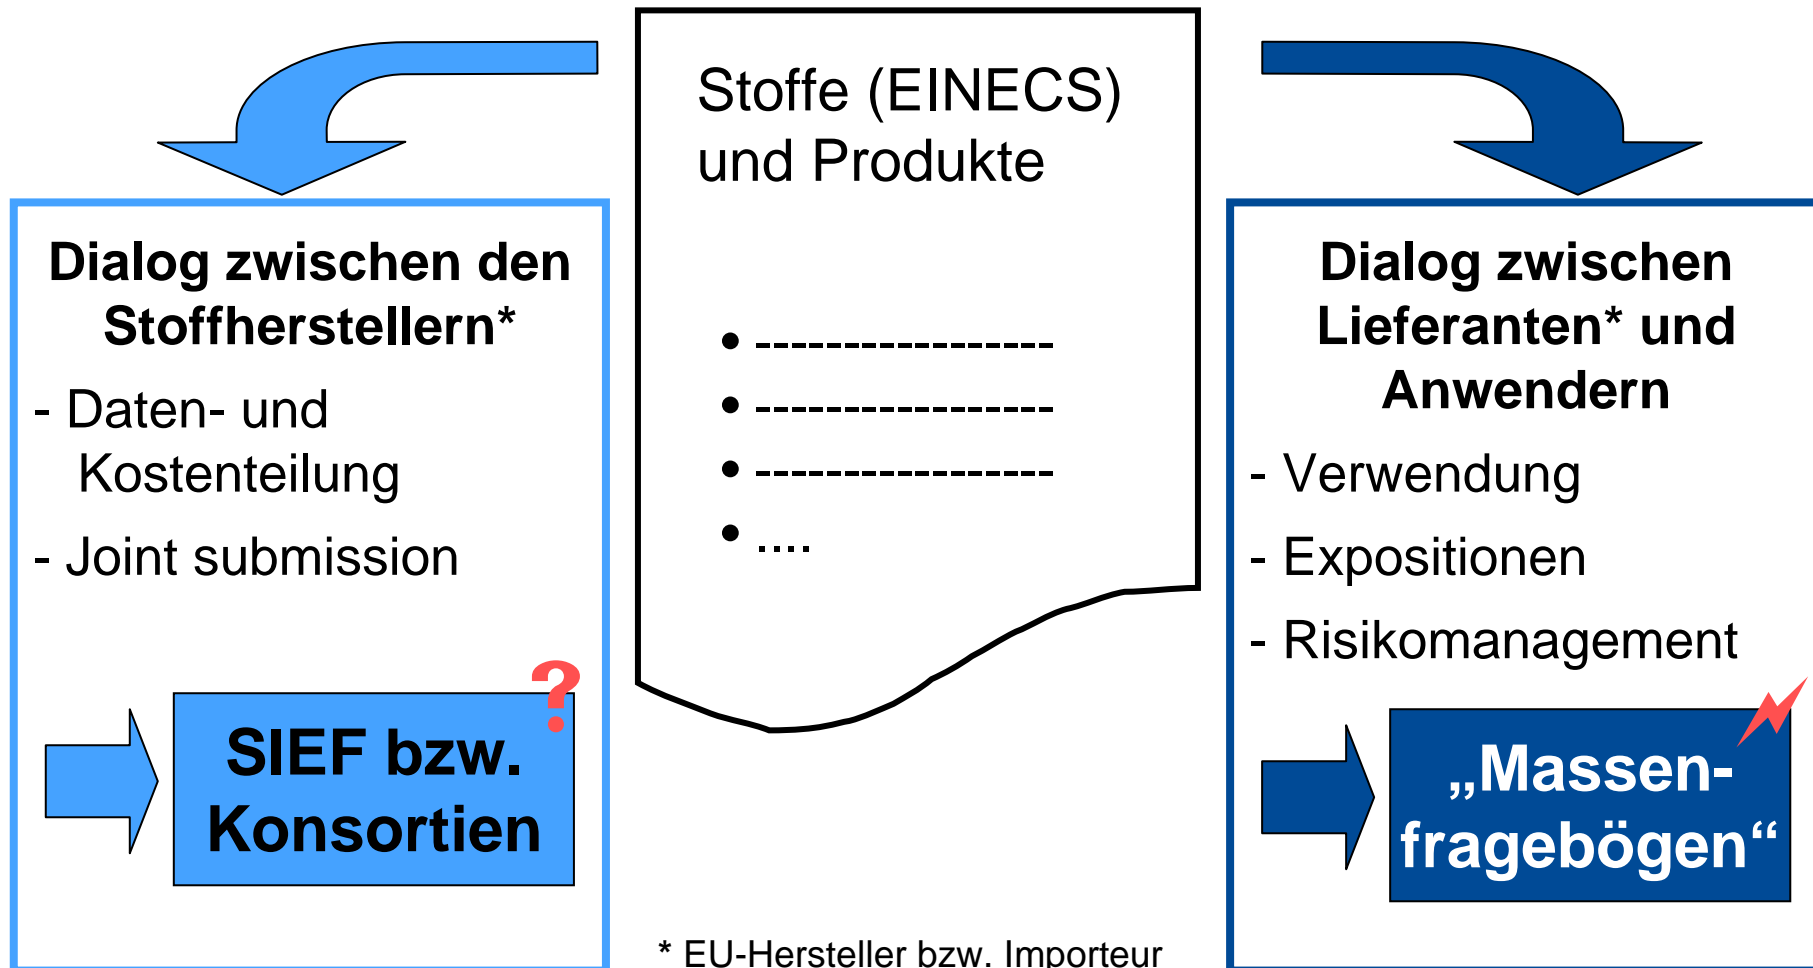 Stoffe (EINECS)
und Produkte
• -----------------
• -----------------
• -----------------
• ....
Dialog zwischen den
Stoffherstellern*
- Daten- und
Kostenteilung
- Joint submission
?
SIEF bzw.
Konsortien
Dialog zwischen
Lieferanten* und
Anwendern
- Verwendung
- Expositionen
- Risikomanagement
„Massen-
fragebögen“
* EU-Hersteller bzw. Importeur